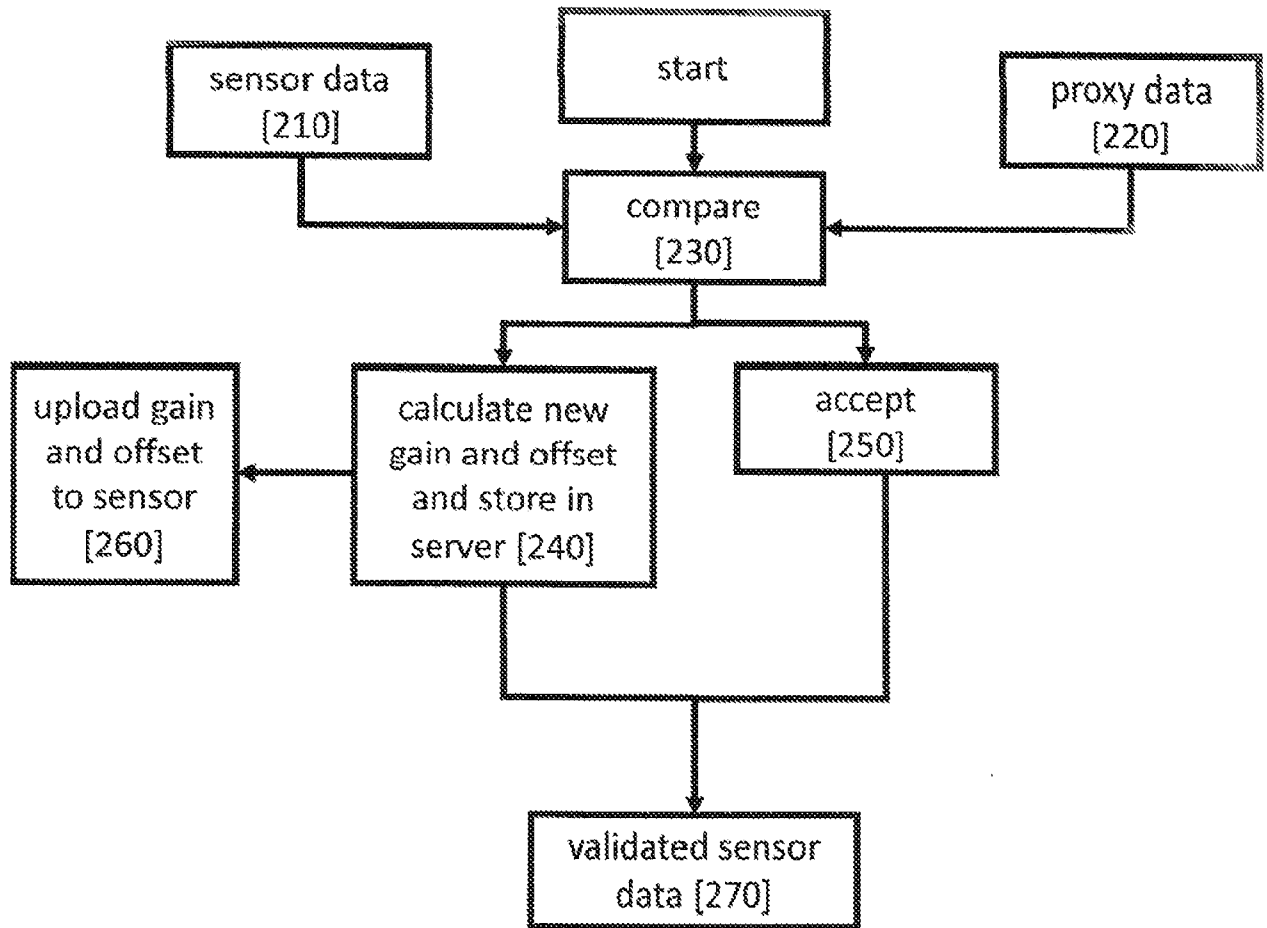 start
sensor data
[210]
proxy data
[220]
compare
[230]
upload gain
and offset
to sensor
[260]
calculate new
gain and offset
and store in
server [240]
accept
[250]
validated sensor
data [270]